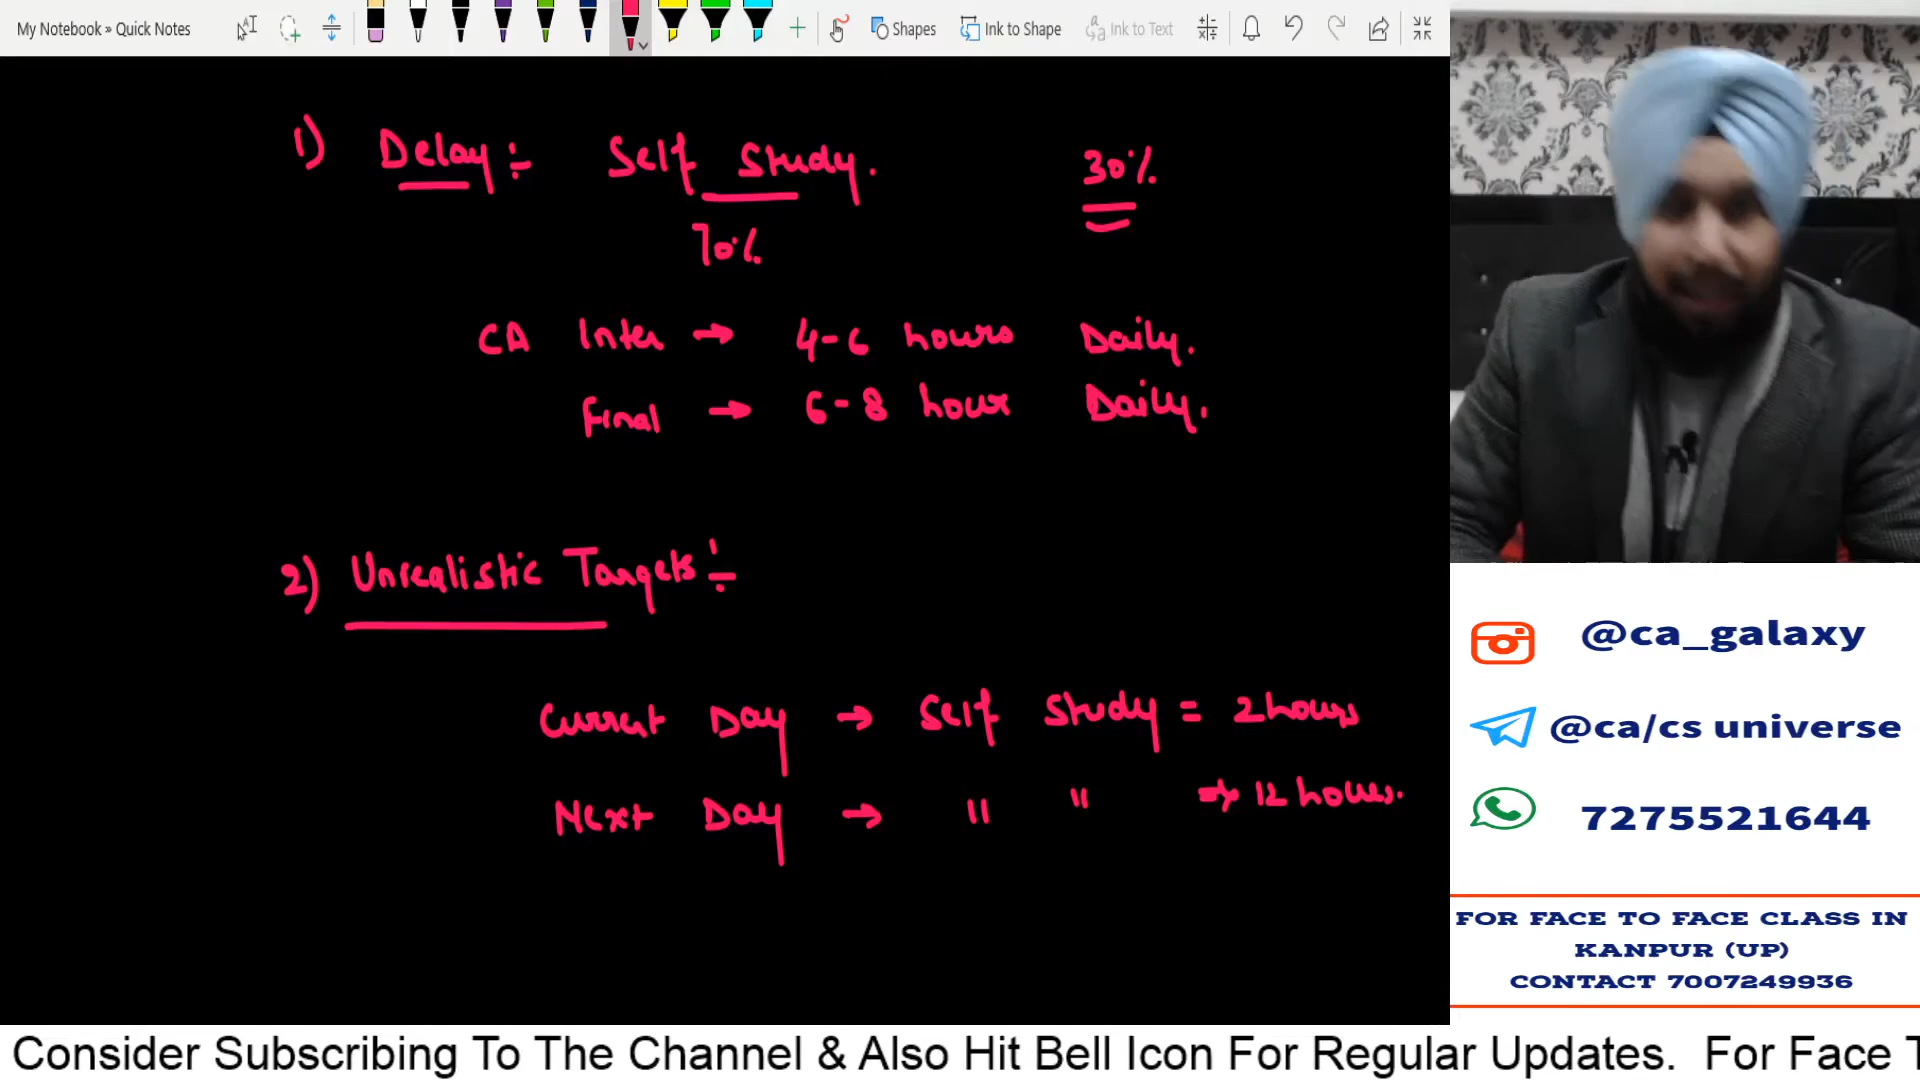 My Notebook » Quick Notes
Shapes
Ink to Shape
Ink to Text
1) Delay:- Self Study. 30%
70%
CA Inter → 4-6 hours Daily.
Final → 6-8 hour Daily.
2) Unrealistic Targets:-
Current Day → Self Study = 2 hours
Next Day → " " ⇒ 12 hours.
@ca_galaxy
@ca/cs universe
7275521644
FOR FACE TO FACE CLASS IN
KANPUR (UP)
CONTACT 7007249936
Consider Subscribing To The Channel & Also Hit Bell Icon For Regular Updates. For Face T